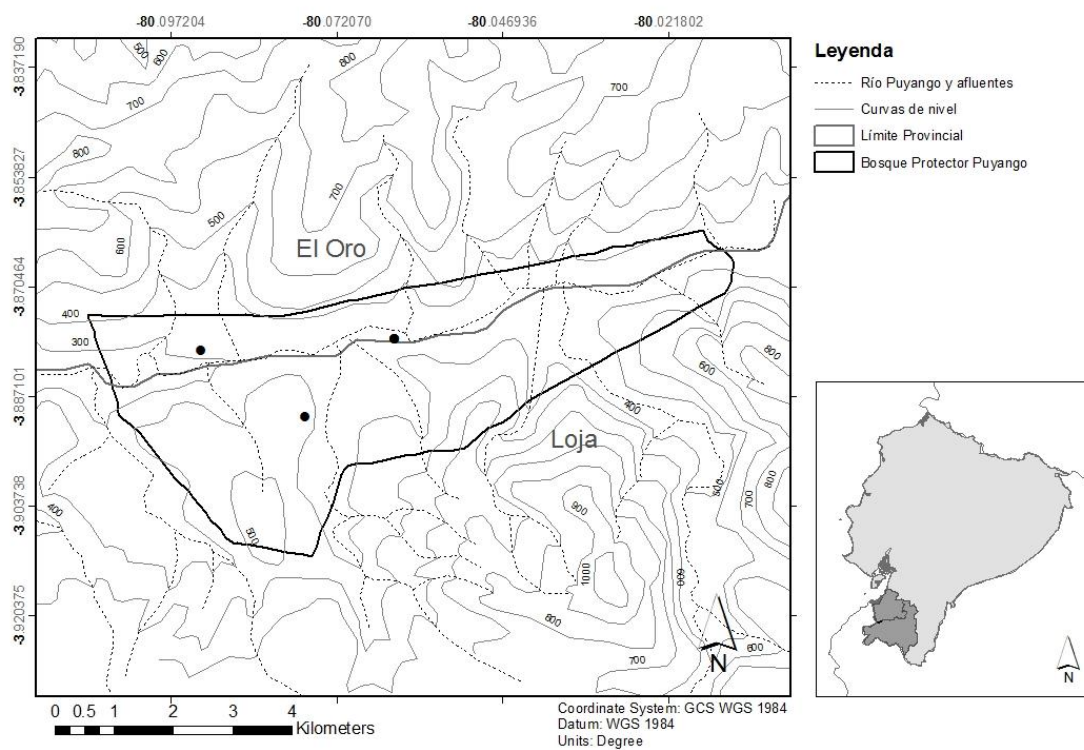 -80.097204 -80.072070 -80.046936 -80.021802
-3.837190
-3.853827
-3.870464
-3.887101
-3.903738
-3.920375
500
600
800
700
700
800
700
500
600
El Oro
400
300
800
600
400
Loja
500
700
800
400
900
500
1000
600
800
700
600
N
0 0.5 1 2 3 4
Kilometers
Coordinate System: GCS WGS 1984
Datum: WGS 1984
Units: Degree
Leyenda
Río Puyango y afluentes
Curvas de nivel
Límite Provincial
Bosque Protector Puyango
N